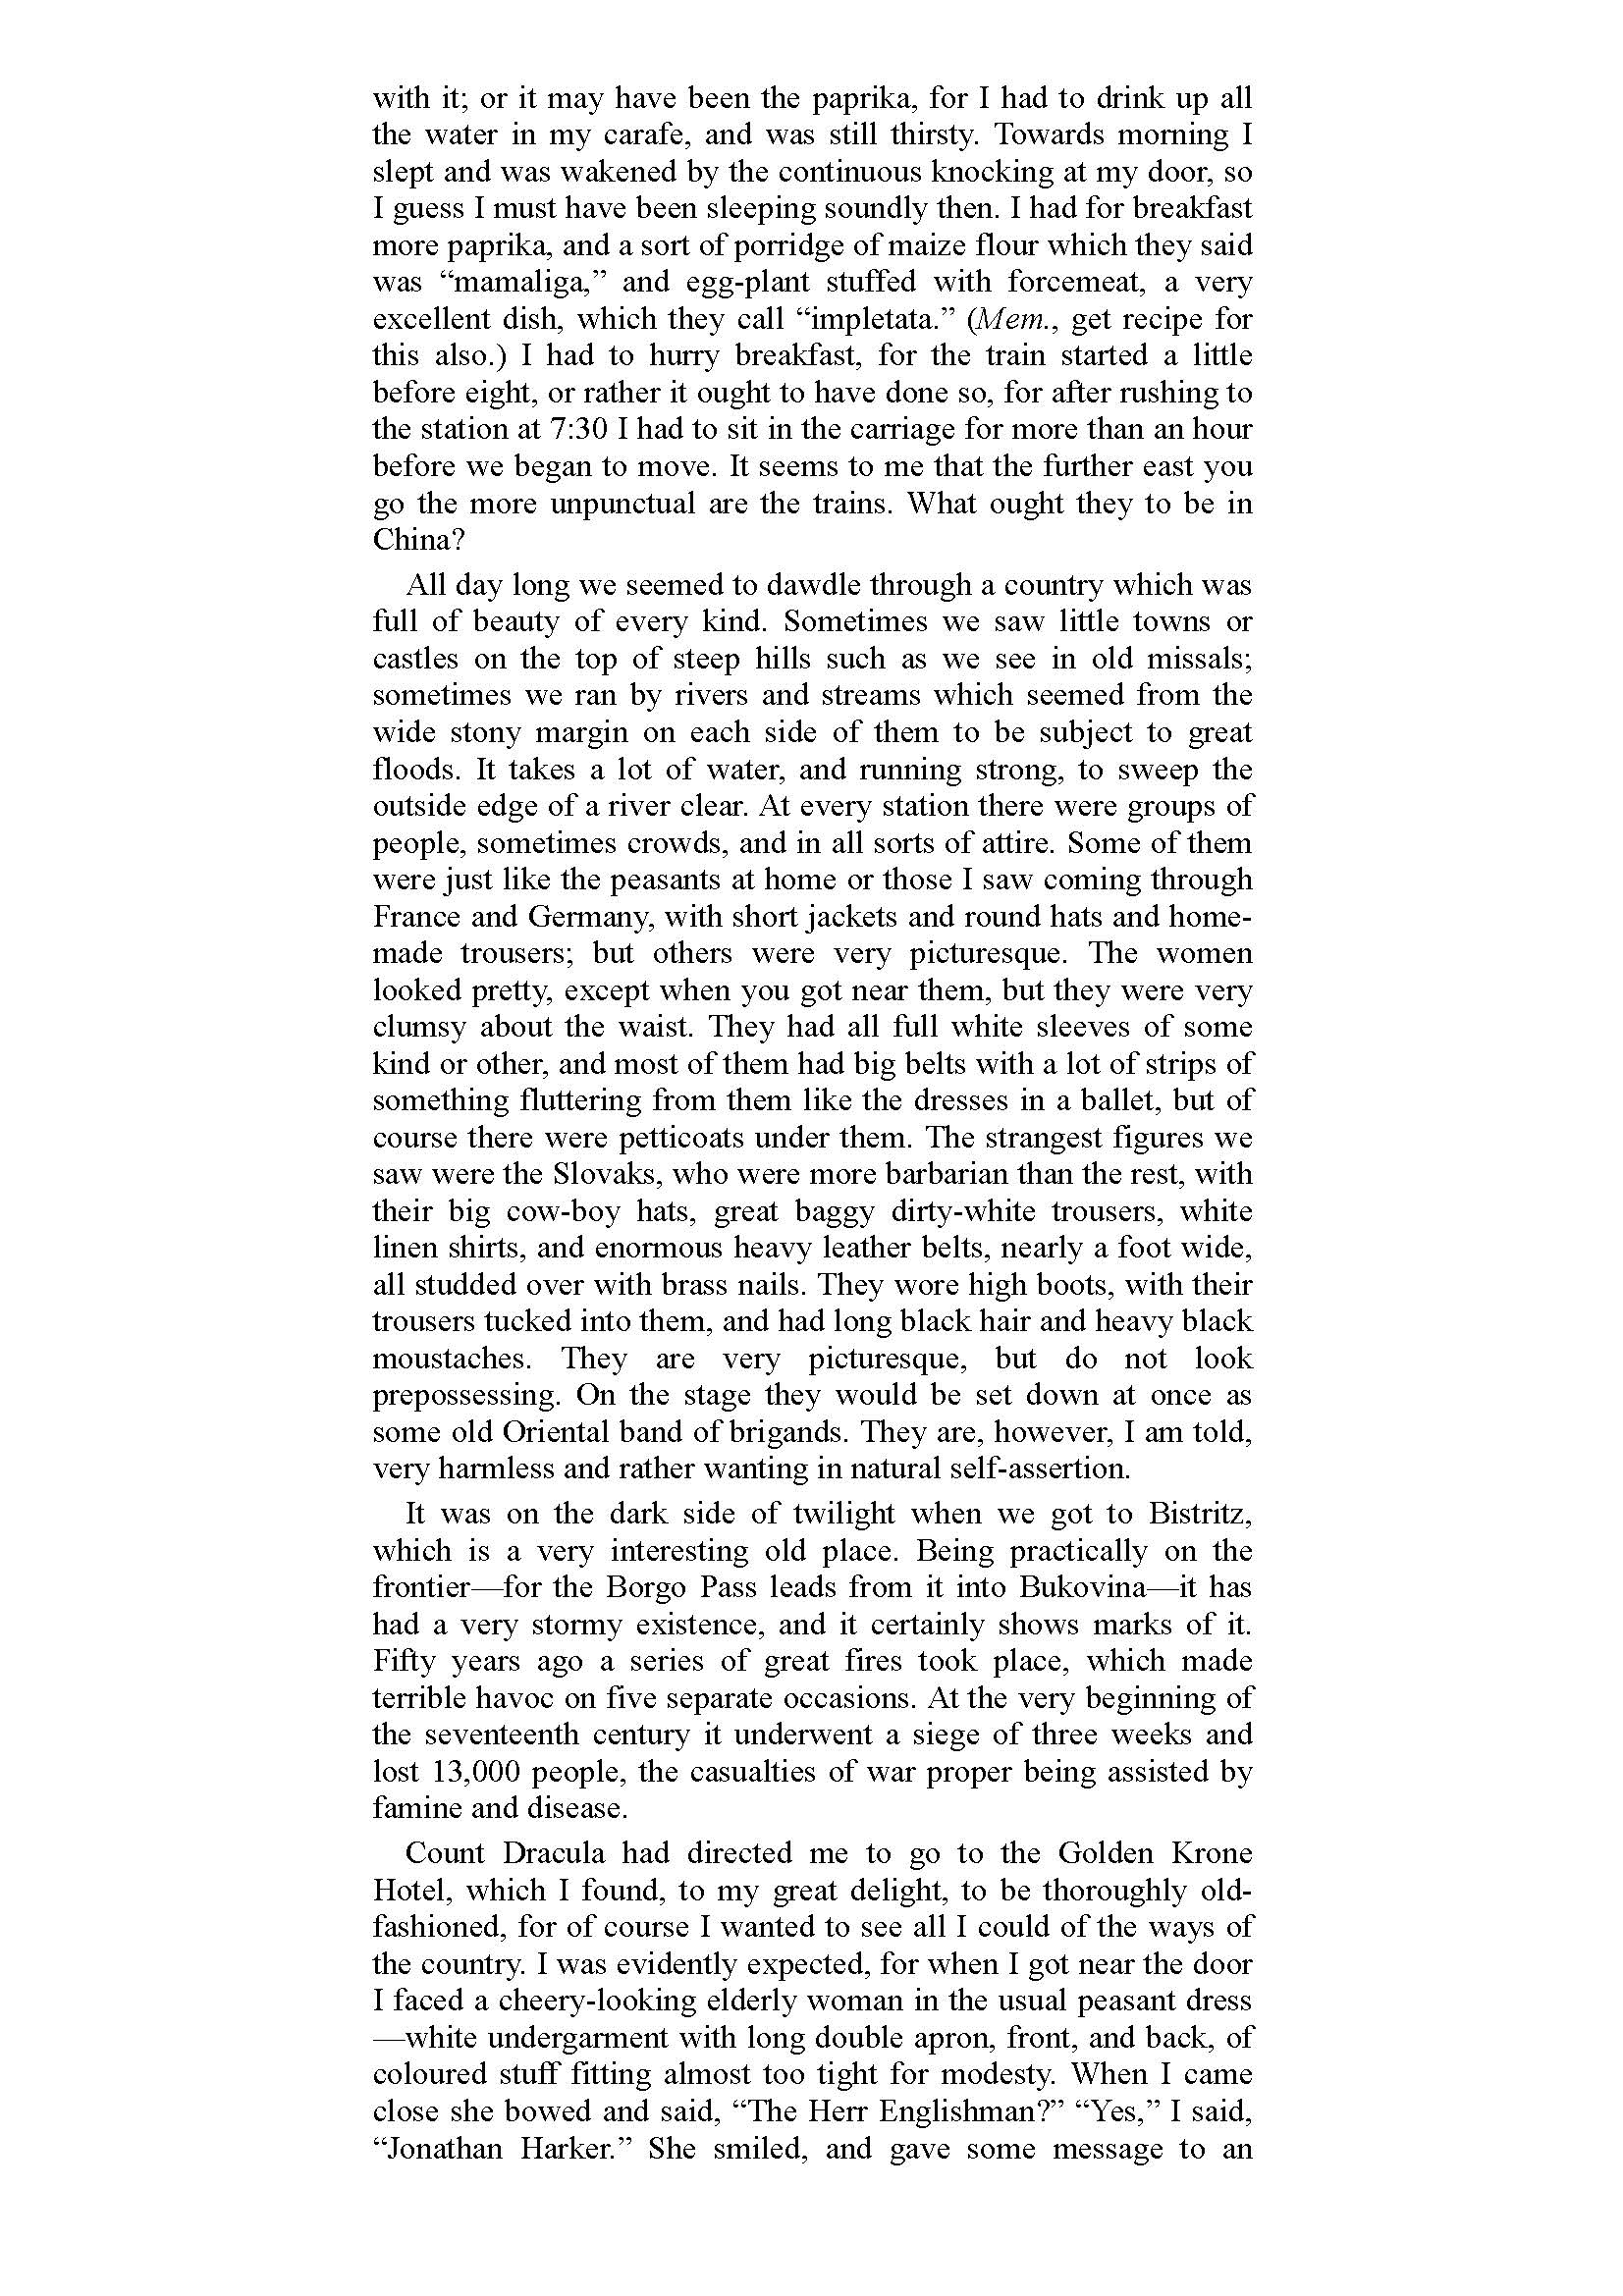 with it; or it may have been the paprika, for I had to drink up all
the water in my carafe, and was still thirsty. Towards morning I
slept and was wakened by the continuous knocking at my door, so
I guess I must have been sleeping soundly then. I had for breakfast
more paprika, and a sort of porridge of maize flour which they said
was “mamaliga,” and egg-plant stuffed with forcemeat, a very
excellent dish, which they call “impletata.” (Mem., get recipe for
this also.) I had to hurry breakfast, for the train started a little
before eight, or rather it ought to have done so, for after rushing to
the station at 7:30 I had to sit in the carriage for more than an hour
before we began to move. It seems to me that the further east you
go the more unpunctual are the trains. What ought they to be in
China?
All day long we seemed to dawdle through a country which was
full of beauty of every kind. Sometimes we saw little towns or
castles on the top of steep hills such as we see in old missals;
sometimes we ran by rivers and streams which seemed from the
wide stony margin on each side of them to be subject to great
floods. It takes a lot of water, and running strong, to sweep the
outside edge of a river clear. At every station there were groups of
people, sometimes crowds, and in all sorts of attire. Some of them
were just like the peasants at home or those I saw coming through
France and Germany, with short jackets and round hats and home-
made trousers; but others were very picturesque. The women
looked pretty, except when you got near them, but they were very
clumsy about the waist. They had all full white sleeves of some
kind or other, and most of them had big belts with a lot of strips of
something fluttering from them like the dresses in a ballet, but of
course there were petticoats under them. The strangest figures we
saw were the Slovaks, who were more barbarian than the rest, with
their big cow-boy hats, great baggy dirty-white trousers, white
linen shirts, and enormous heavy leather belts, nearly a foot wide,
all studded over with brass nails. They wore high boots, with their
trousers tucked into them, and had long black hair and heavy black
moustaches. They are very picturesque, but do not look
prepossessing. On the stage they would be set down at once as
some old Oriental band of brigands. They are, however, I am told,
very harmless and rather wanting in natural self-assertion.
It was on the dark side of twilight when we got to Bistritz,
which is a very interesting old place. Being practically on the
frontier—for the Borgo Pass leads from it into Bukovina—it has
had a very stormy existence, and it certainly shows marks of it.
Fifty years ago a series of great fires took place, which made
terrible havoc on five separate occasions. At the very beginning of
the seventeenth century it underwent a siege of three weeks and
lost 13,000 people, the casualties of war proper being assisted by
famine and disease.
Count Dracula had directed me to go to the Golden Krone
Hotel, which I found, to my great delight, to be thoroughly old-
fashioned, for of course I wanted to see all I could of the ways of
the country. I was evidently expected, for when I got near the door
I faced a cheery-looking elderly woman in the usual peasant dress
—white undergarment with long double apron, front, and back, of
coloured stuff fitting almost too tight for modesty. When I came
close she bowed and said, “The Herr Englishman?” “Yes,” I said,
“Jonathan Harker.” She smiled, and gave some message to an